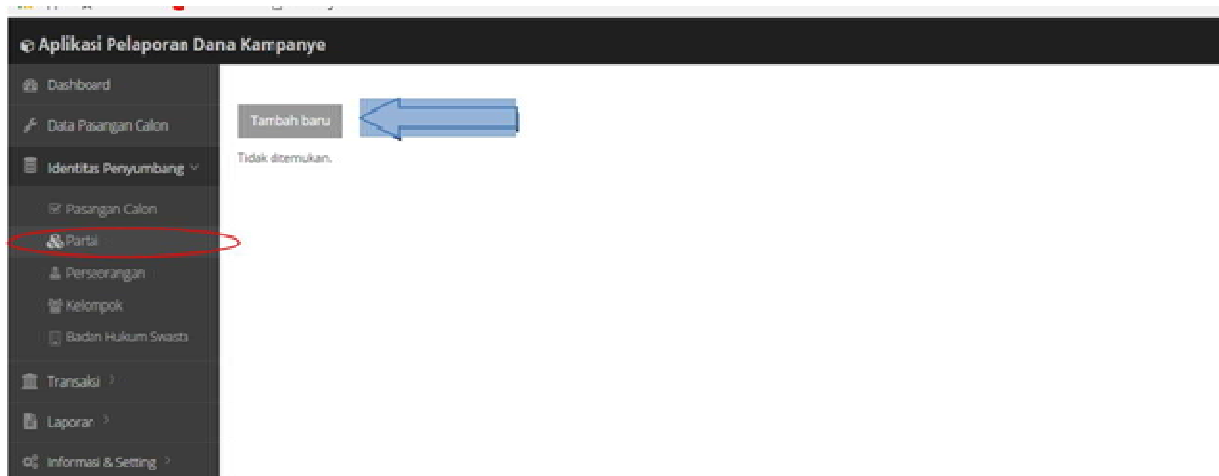 Aplikasi Pelaporan Dana Kampanye
Dashboard
Data Pasangan Calon
Identitas Penyumbang
Pasangan Calon
Partai
Perseorangan
Kelompok
Badan Hukum Swasta
Transaksi
Laporan
Informasi & Setting
Tambah baru
Tidak ditemukan.